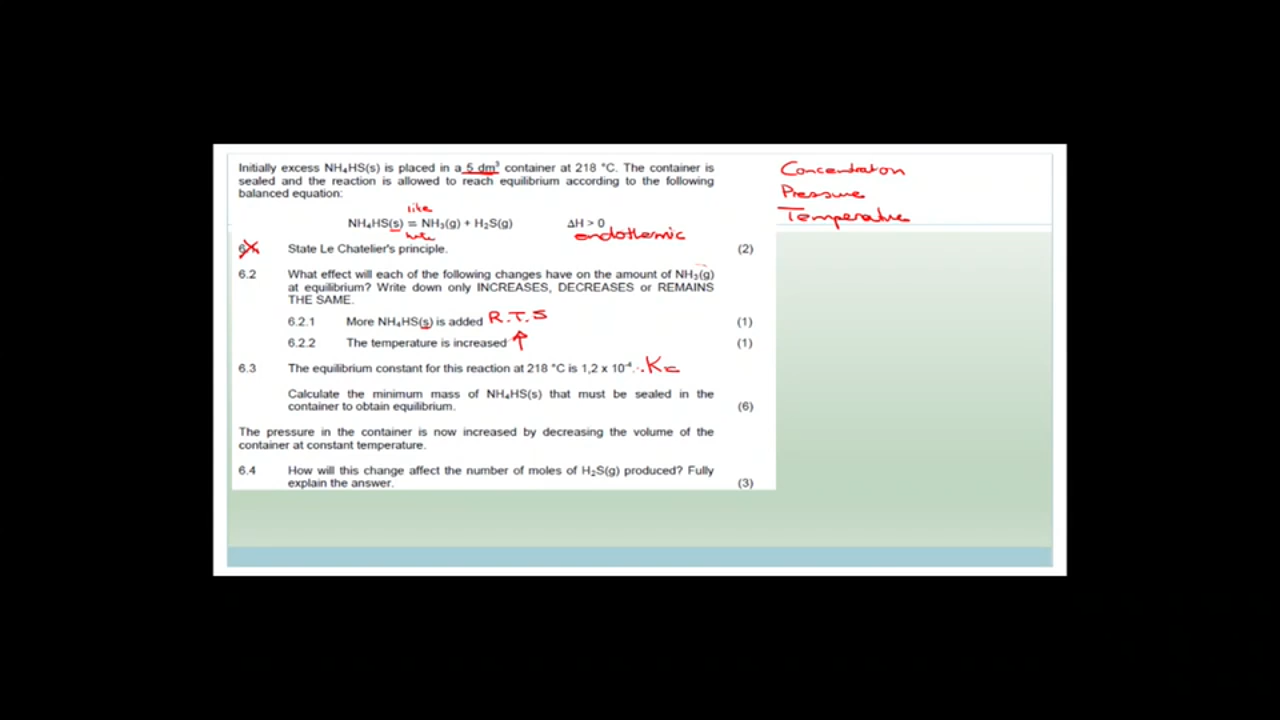 Initially excess NH₄HS(s) is placed in a 5 dm³ container at 218 °C. The container is
sealed and the reaction is allowed to reach equilibrium according to the following
balanced equation:
like
NH₄HS(s) = NH₃(g) + H₂S(g) ΔH > 0
hate endothermic
Concentration
Pressure
Temperature
State Le Chatelier's principle. (2)
6.2 What effect will each of the following changes have on the amount of NH₃(g)
at equilibrium? Write down only INCREASES, DECREASES or REMAINS
THE SAME.
6.2.1 More NH₄HS(s) is added R.T.S (1)
6.2.2 The temperature is increased ↑ (1)
6.3 The equilibrium constant for this reaction at 218 °C is 1,2 x 10⁻⁴. ∴ Kc
Calculate the minimum mass of NH₄HS(s) that must be sealed in the
container to obtain equilibrium. (6)
The pressure in the container is now increased by decreasing the volume of the
container at constant temperature.
6.4 How will this change affect the number of moles of H₂S(g) produced? Fully
explain the answer. (3)